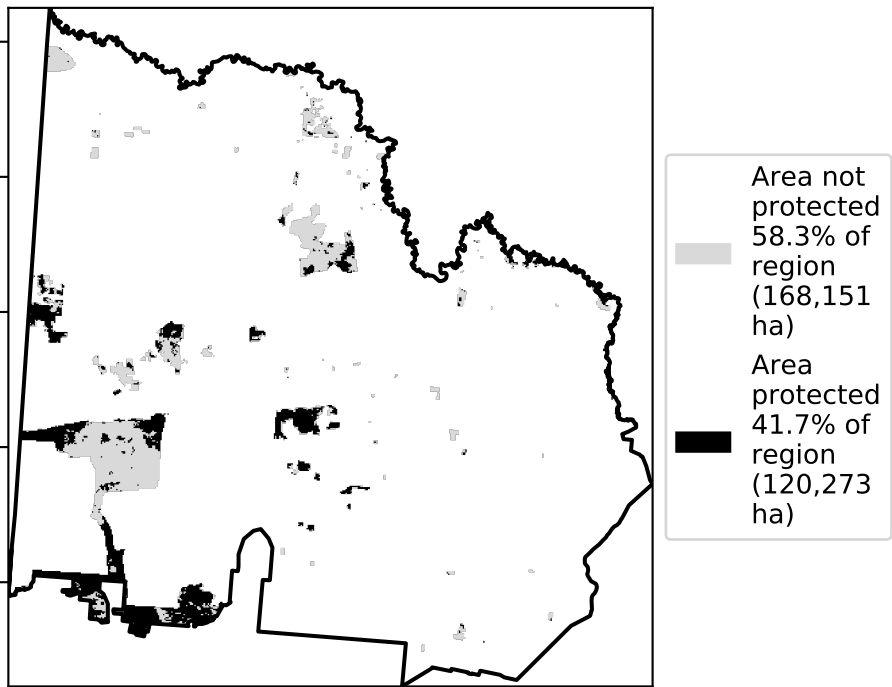 Area not
protected
58.3% of
region
(168,151
ha)
Area
protected
41.7% of
region
(120,273
ha)